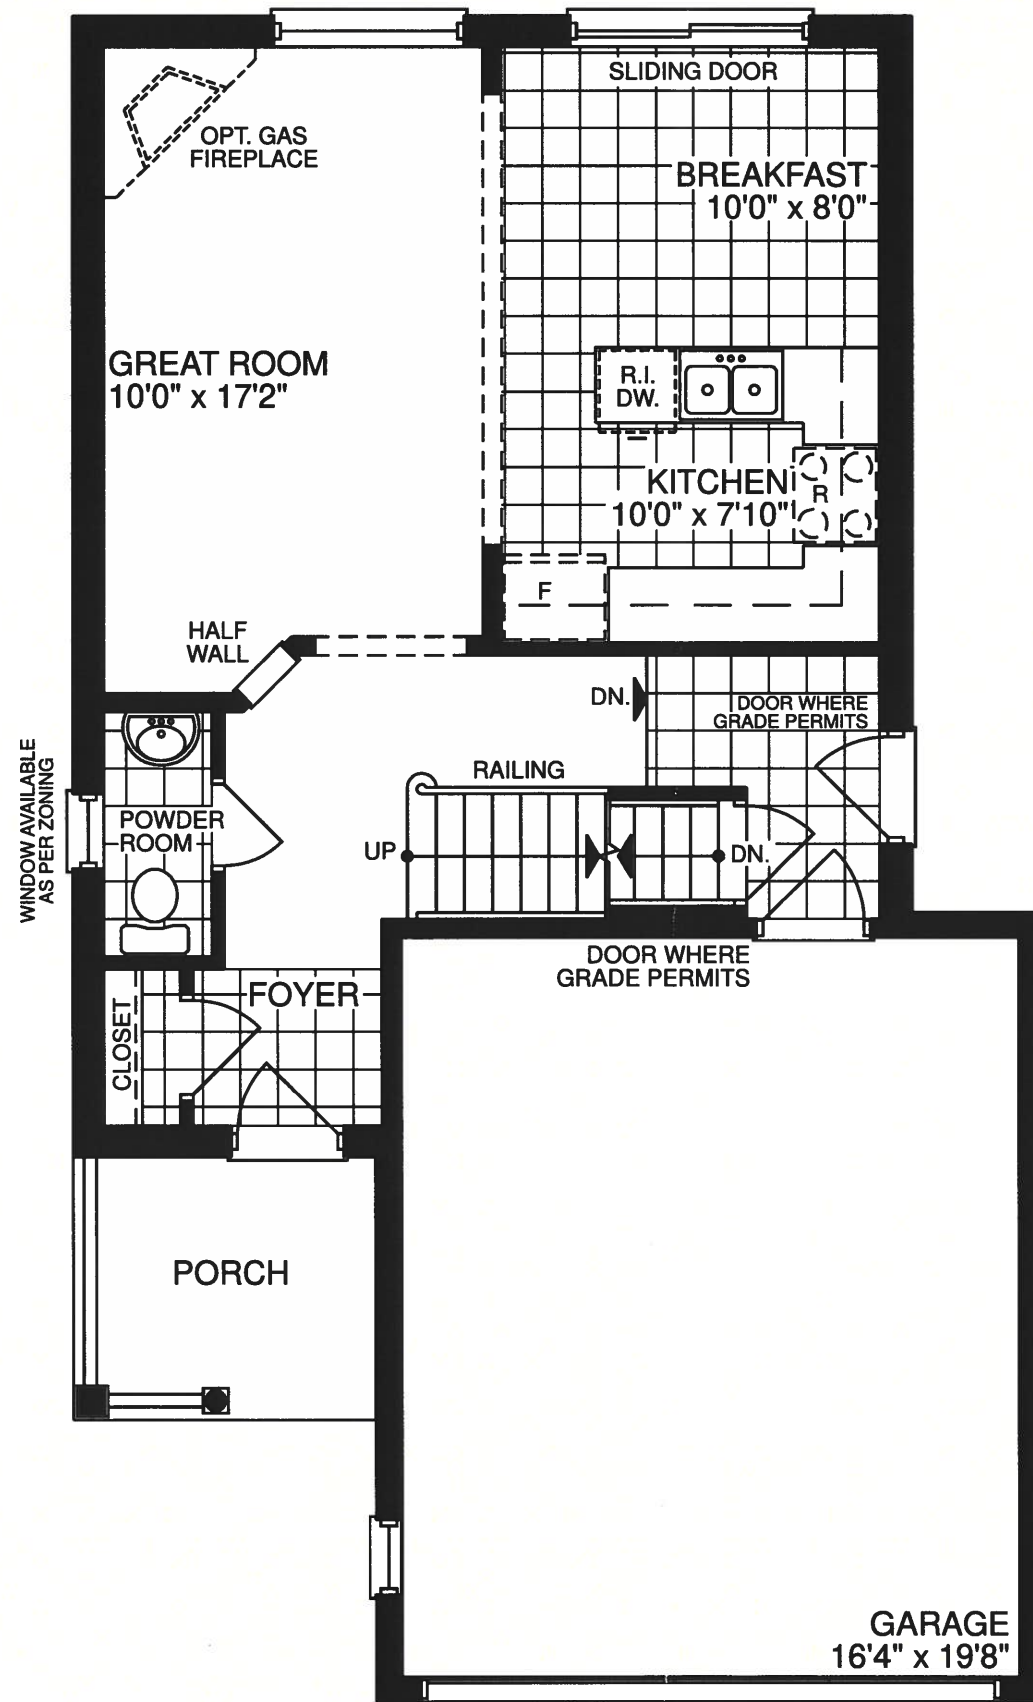 SLIDING DOOR
OPT. GAS
FIREPLACE
BREAKFAST
10'0" x 8'0"
GREAT ROOM
10'0" x 17'2"
R.I.
DW.
KITCHEN
10'0" x 7'10"
R
F
HALF
WALL
DN.
DOOR WHERE
GRADE PERMITS
WINDOW AVAILABLE
AS PER ZONING
RAILING
POWDER
ROOM
UP
DN.
DOOR WHERE
GRADE PERMITS
FOYER
CLOSET
PORCH
GARAGE
16'4" x 19'8"